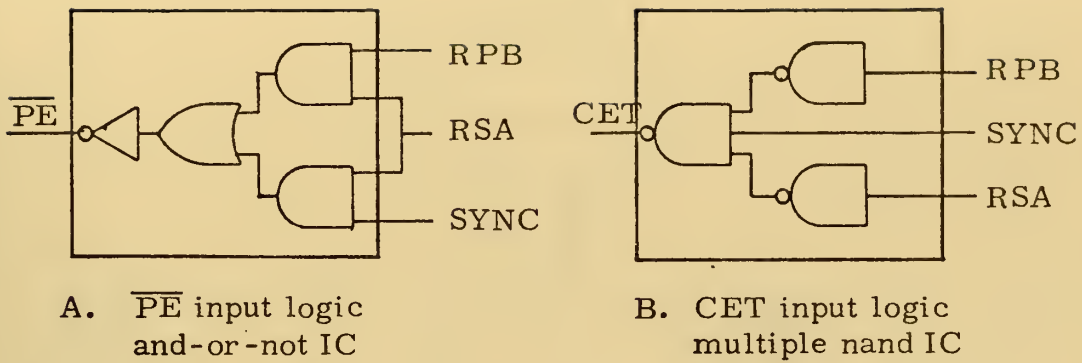 RPB
PE
RSA
SYNC
A. PE input logic
and-or-not IC
RPB
CET
SYNC
RSA
B. CET input logic
multiple nand IC